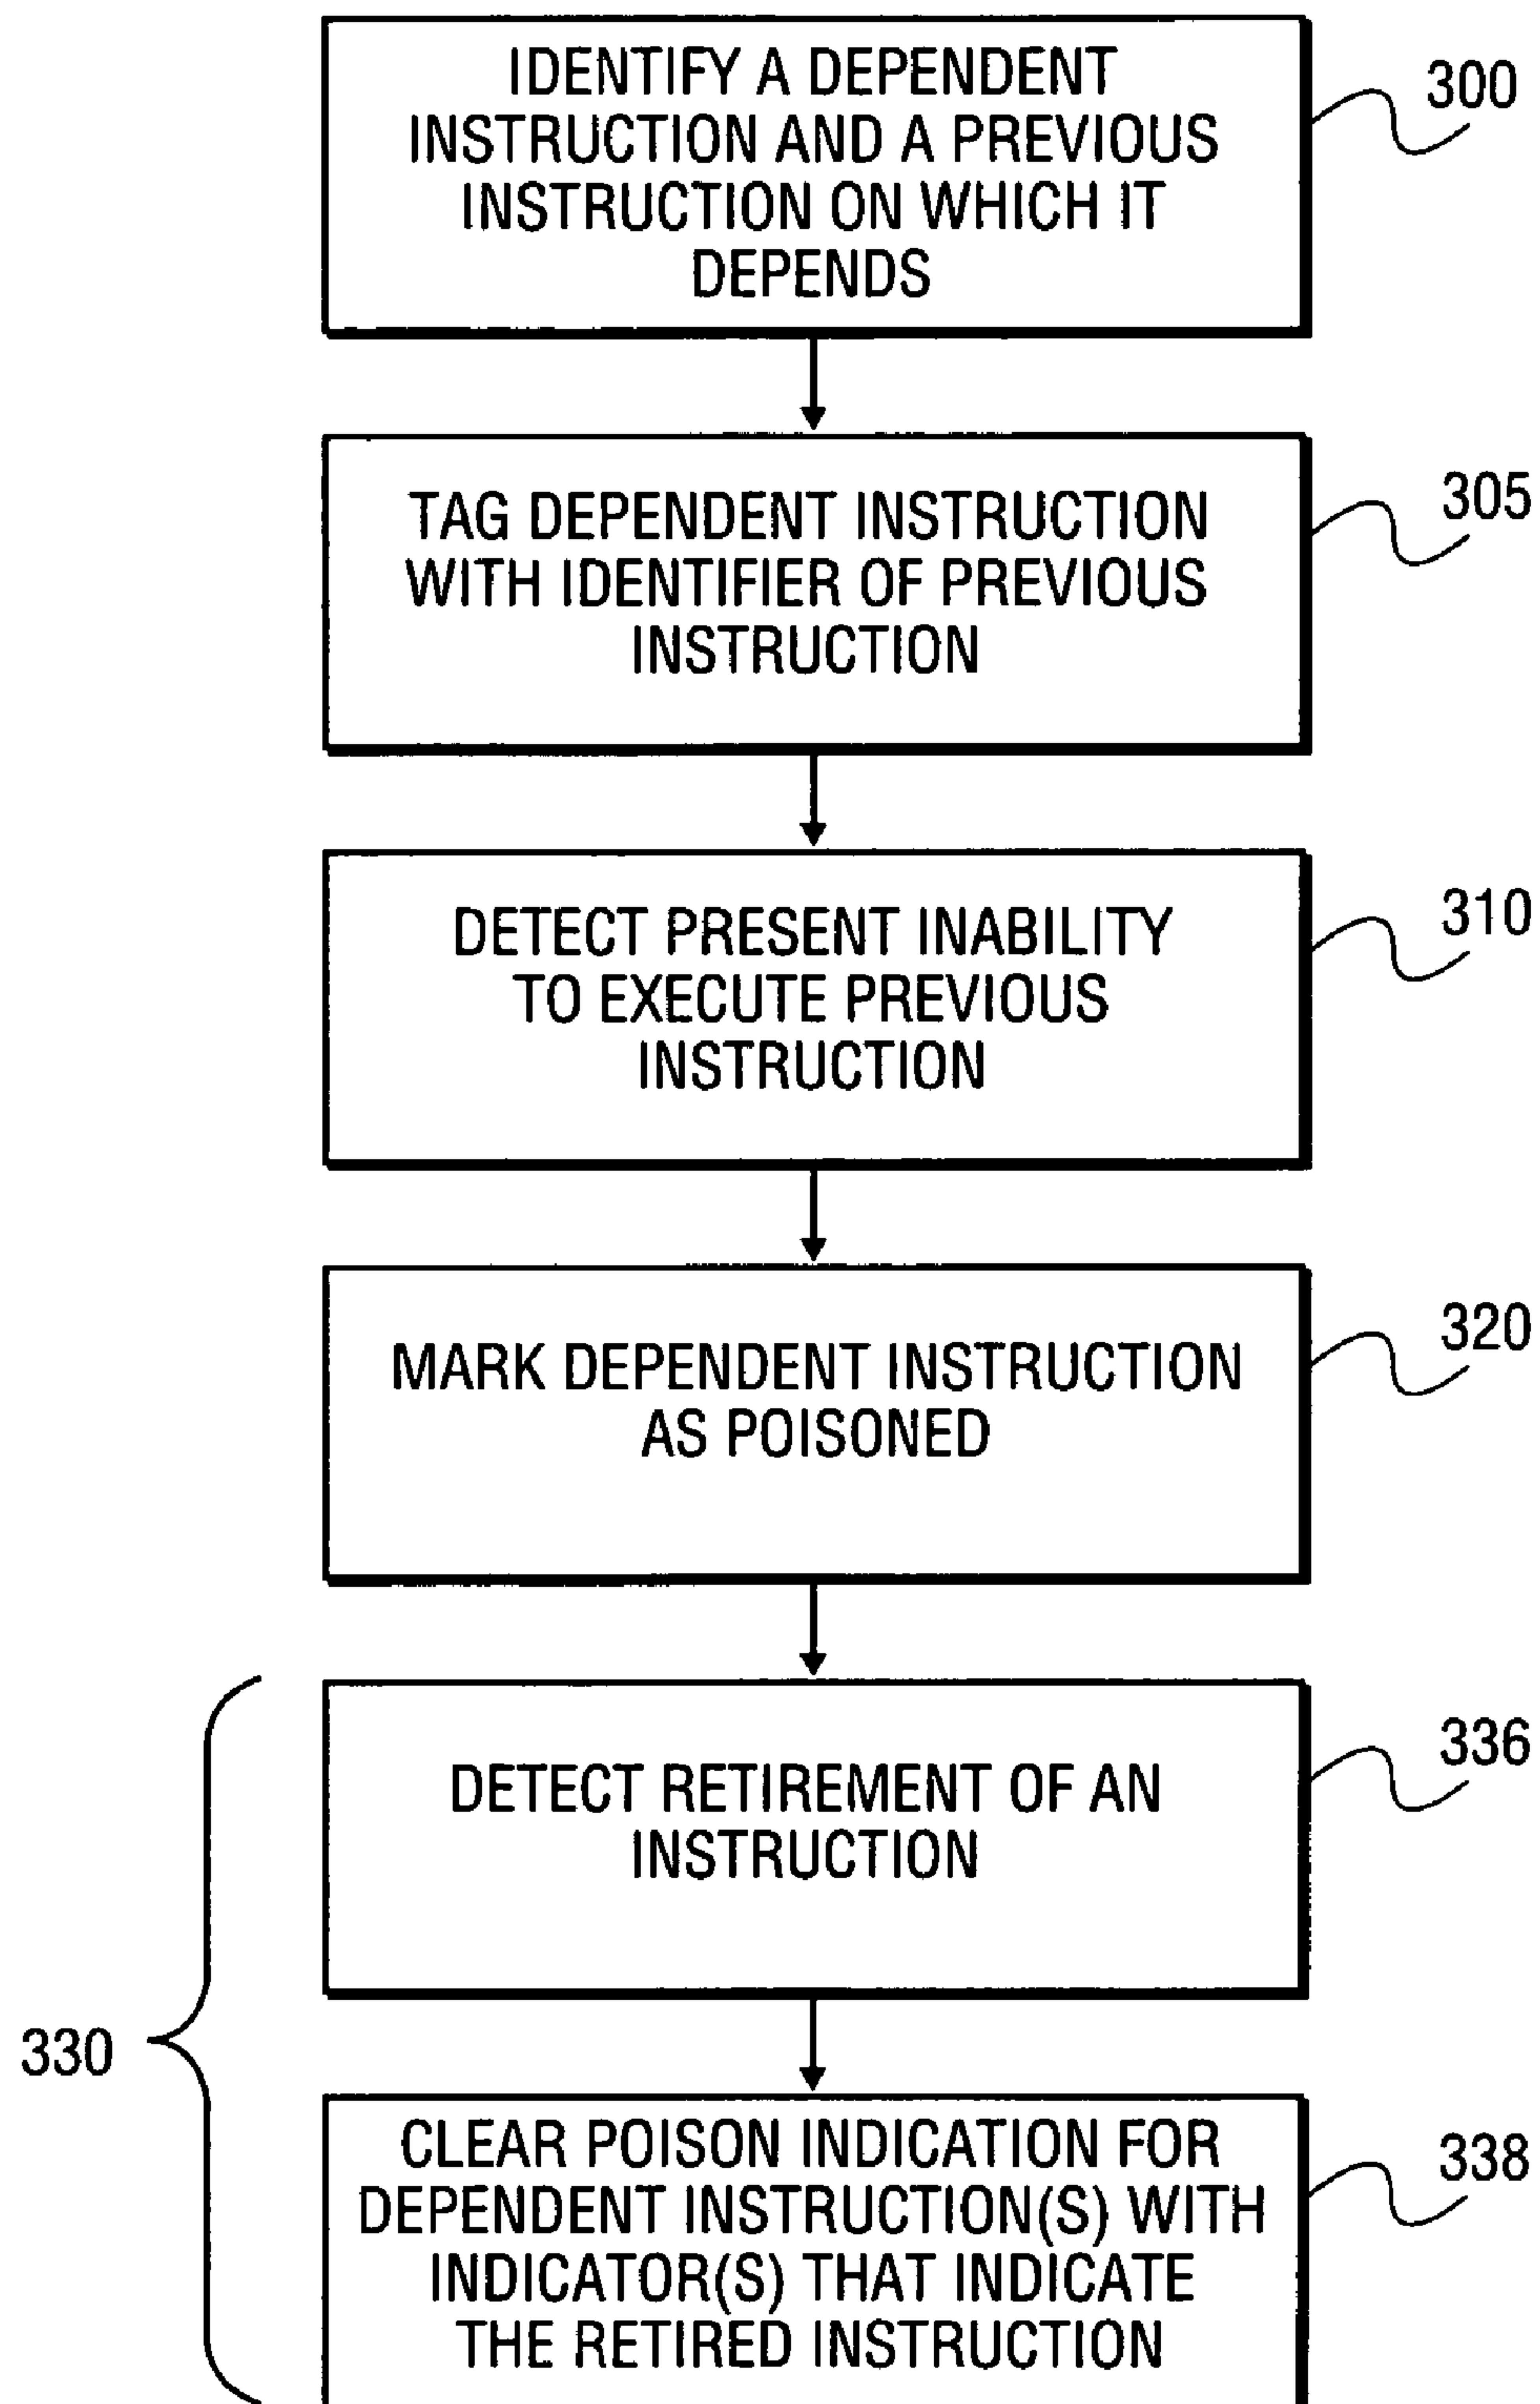 IDENTIFY A DEPENDENT
INSTRUCTION AND A PREVIOUS
INSTRUCTION ON WHICH IT
DEPENDS
300
TAG DEPENDENT INSTRUCTION
WITH IDENTIFIER OF PREVIOUS
INSTRUCTION
305
DETECT PRESENT INABILITY
TO EXECUTE PREVIOUS
INSTRUCTION
310
MARK DEPENDENT INSTRUCTION
AS POISONED
320
DETECT RETIREMENT OF AN
INSTRUCTION
336
330
CLEAR POISON INDICATION FOR
DEPENDENT INSTRUCTION(S) WITH
INDICATOR(S) THAT INDICATE
THE RETIRED INSTRUCTION
338